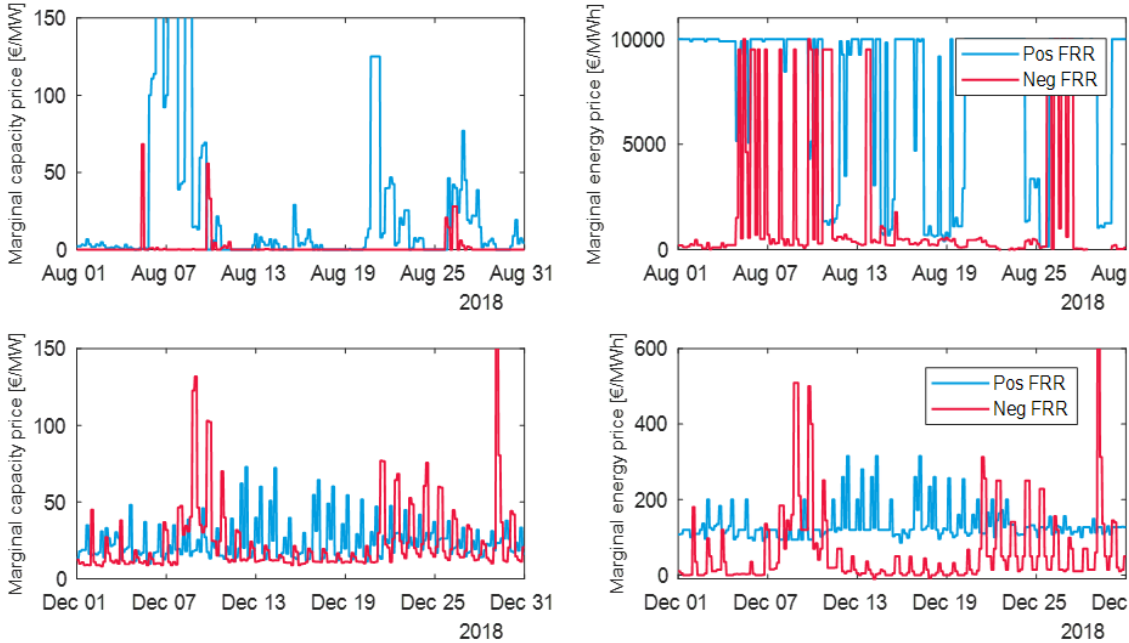 Marginal capacity price [€/MW]
150
100
50
0
Aug 01 Aug 07 Aug 13 Aug 19 Aug 25 Aug 31
2018
Marginal energy price [€/MWh]
10000
5000
0
Pos FRR
Neg FRR
Aug 01 Aug 07 Aug 13 Aug 19 Aug 25 Aug
2018
Marginal capacity price [€/MW]
150
100
50
0
Dec 01 Dec 07 Dec 13 Dec 19 Dec 25 Dec 31
2018
Marginal energy price [€/MWh]
600
400
200
0
Pos FRR
Neg FRR
Dec 01 Dec 07 Dec 13 Dec 19 Dec 25 Dec
2018